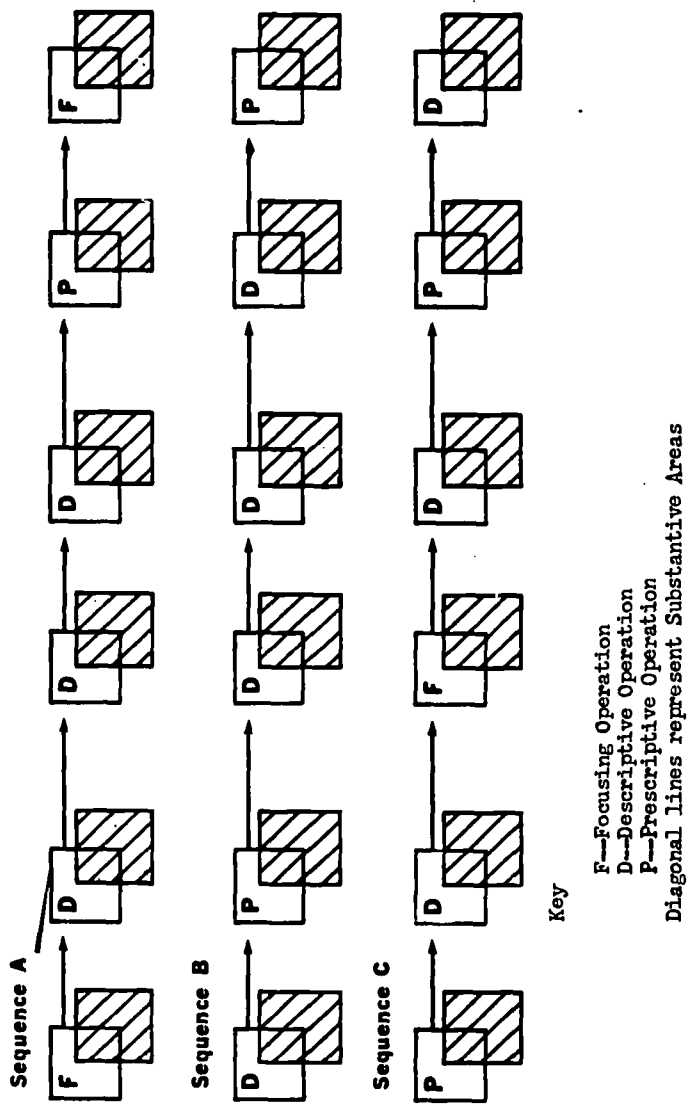 Sequence A
F D D D P F
Sequence B
D P D D D P
Sequence C
P D F D P D
Key
F—Focusing Operation
D—Descriptive Operation
P—Prescriptive Operation
Diagonal lines represent Substantive Areas